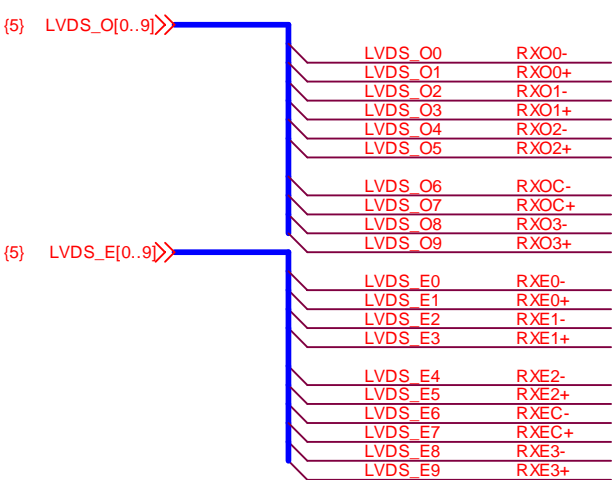 {5} LVDS_O[0..9]
LVDS_O0 RXO0-
LVDS_O1 RXO0+
LVDS_O2 RXO1-
LVDS_O3 RXO1+
LVDS_O4 RXO2-
LVDS_O5 RXO2+
LVDS_O6 RXOC-
LVDS_O7 RXOC+
LVDS_O8 RXO3-
LVDS_O9 RXO3+
{5} LVDS_E[0..9]
LVDS_E0 RXE0-
LVDS_E1 RXE0+
LVDS_E2 RXE1-
LVDS_E3 RXE1+
LVDS_E4 RXE2-
LVDS_E5 RXE2+
LVDS_E6 RXEC-
LVDS_E7 RXEC+
LVDS_E8 RXE3-
LVDS_E9 RXE3+